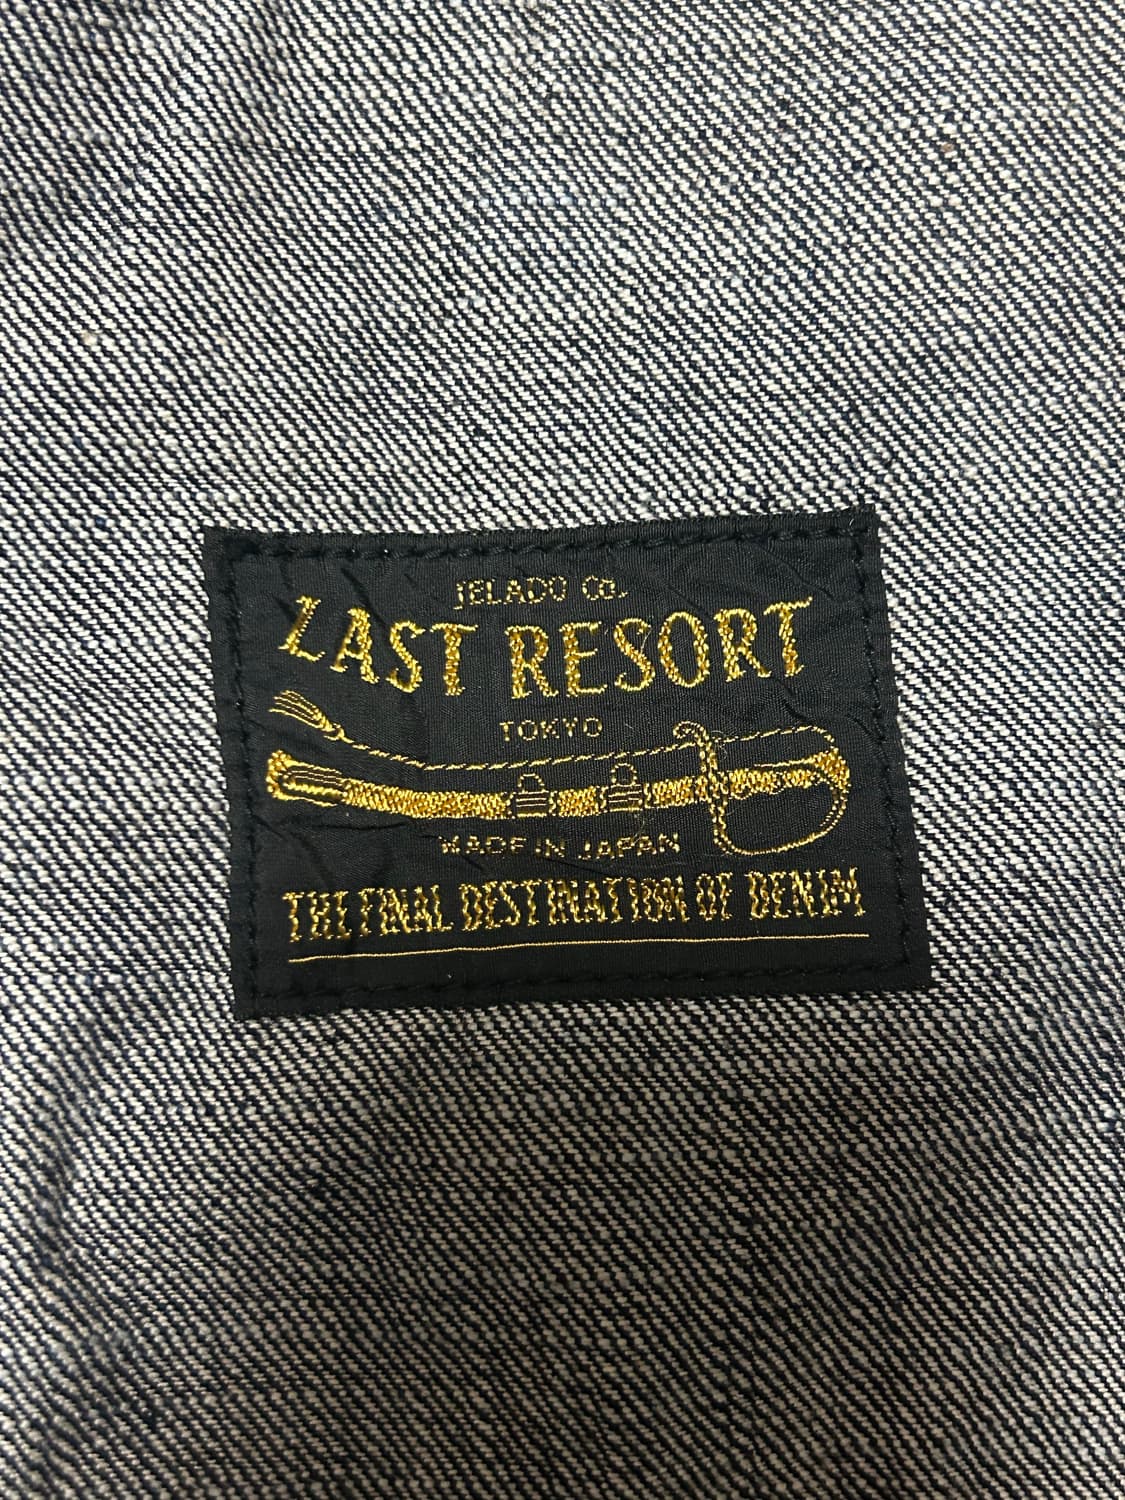 JELADO Co.
LAST RESORT
TOKYO
MADE IN JAPAN
THE FINAL DESTINATION OF DENIM